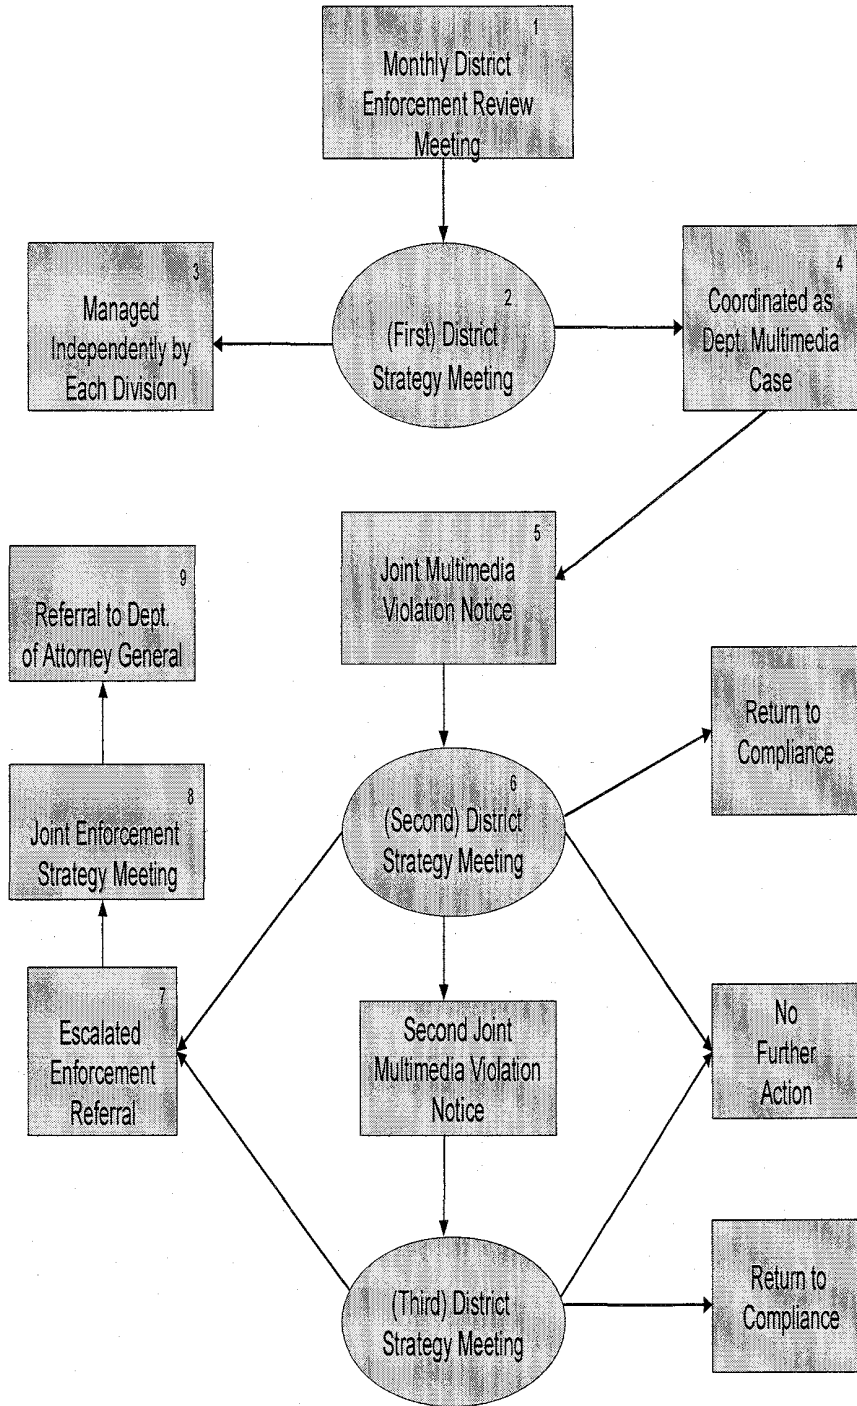 1
Monthly District
Enforcement Review
Meeting
3
Managed
Independently by
Each Division
2
(First) District
Strategy Meeting
4
Coordinated as
Dept. Multimedia
Case
5
Joint Multimedia
Violation Notice
9
Referral to Dept.
of Attorney General
Return to
Compliance
8
Joint Enforcement
Strategy Meeting
6
(Second) District
Strategy Meeting
7
Escalated
Enforcement
Referral
Second Joint
Multimedia Violation
Notice
No
Further
Action
(Third) District
Strategy Meeting
Return to
Compliance